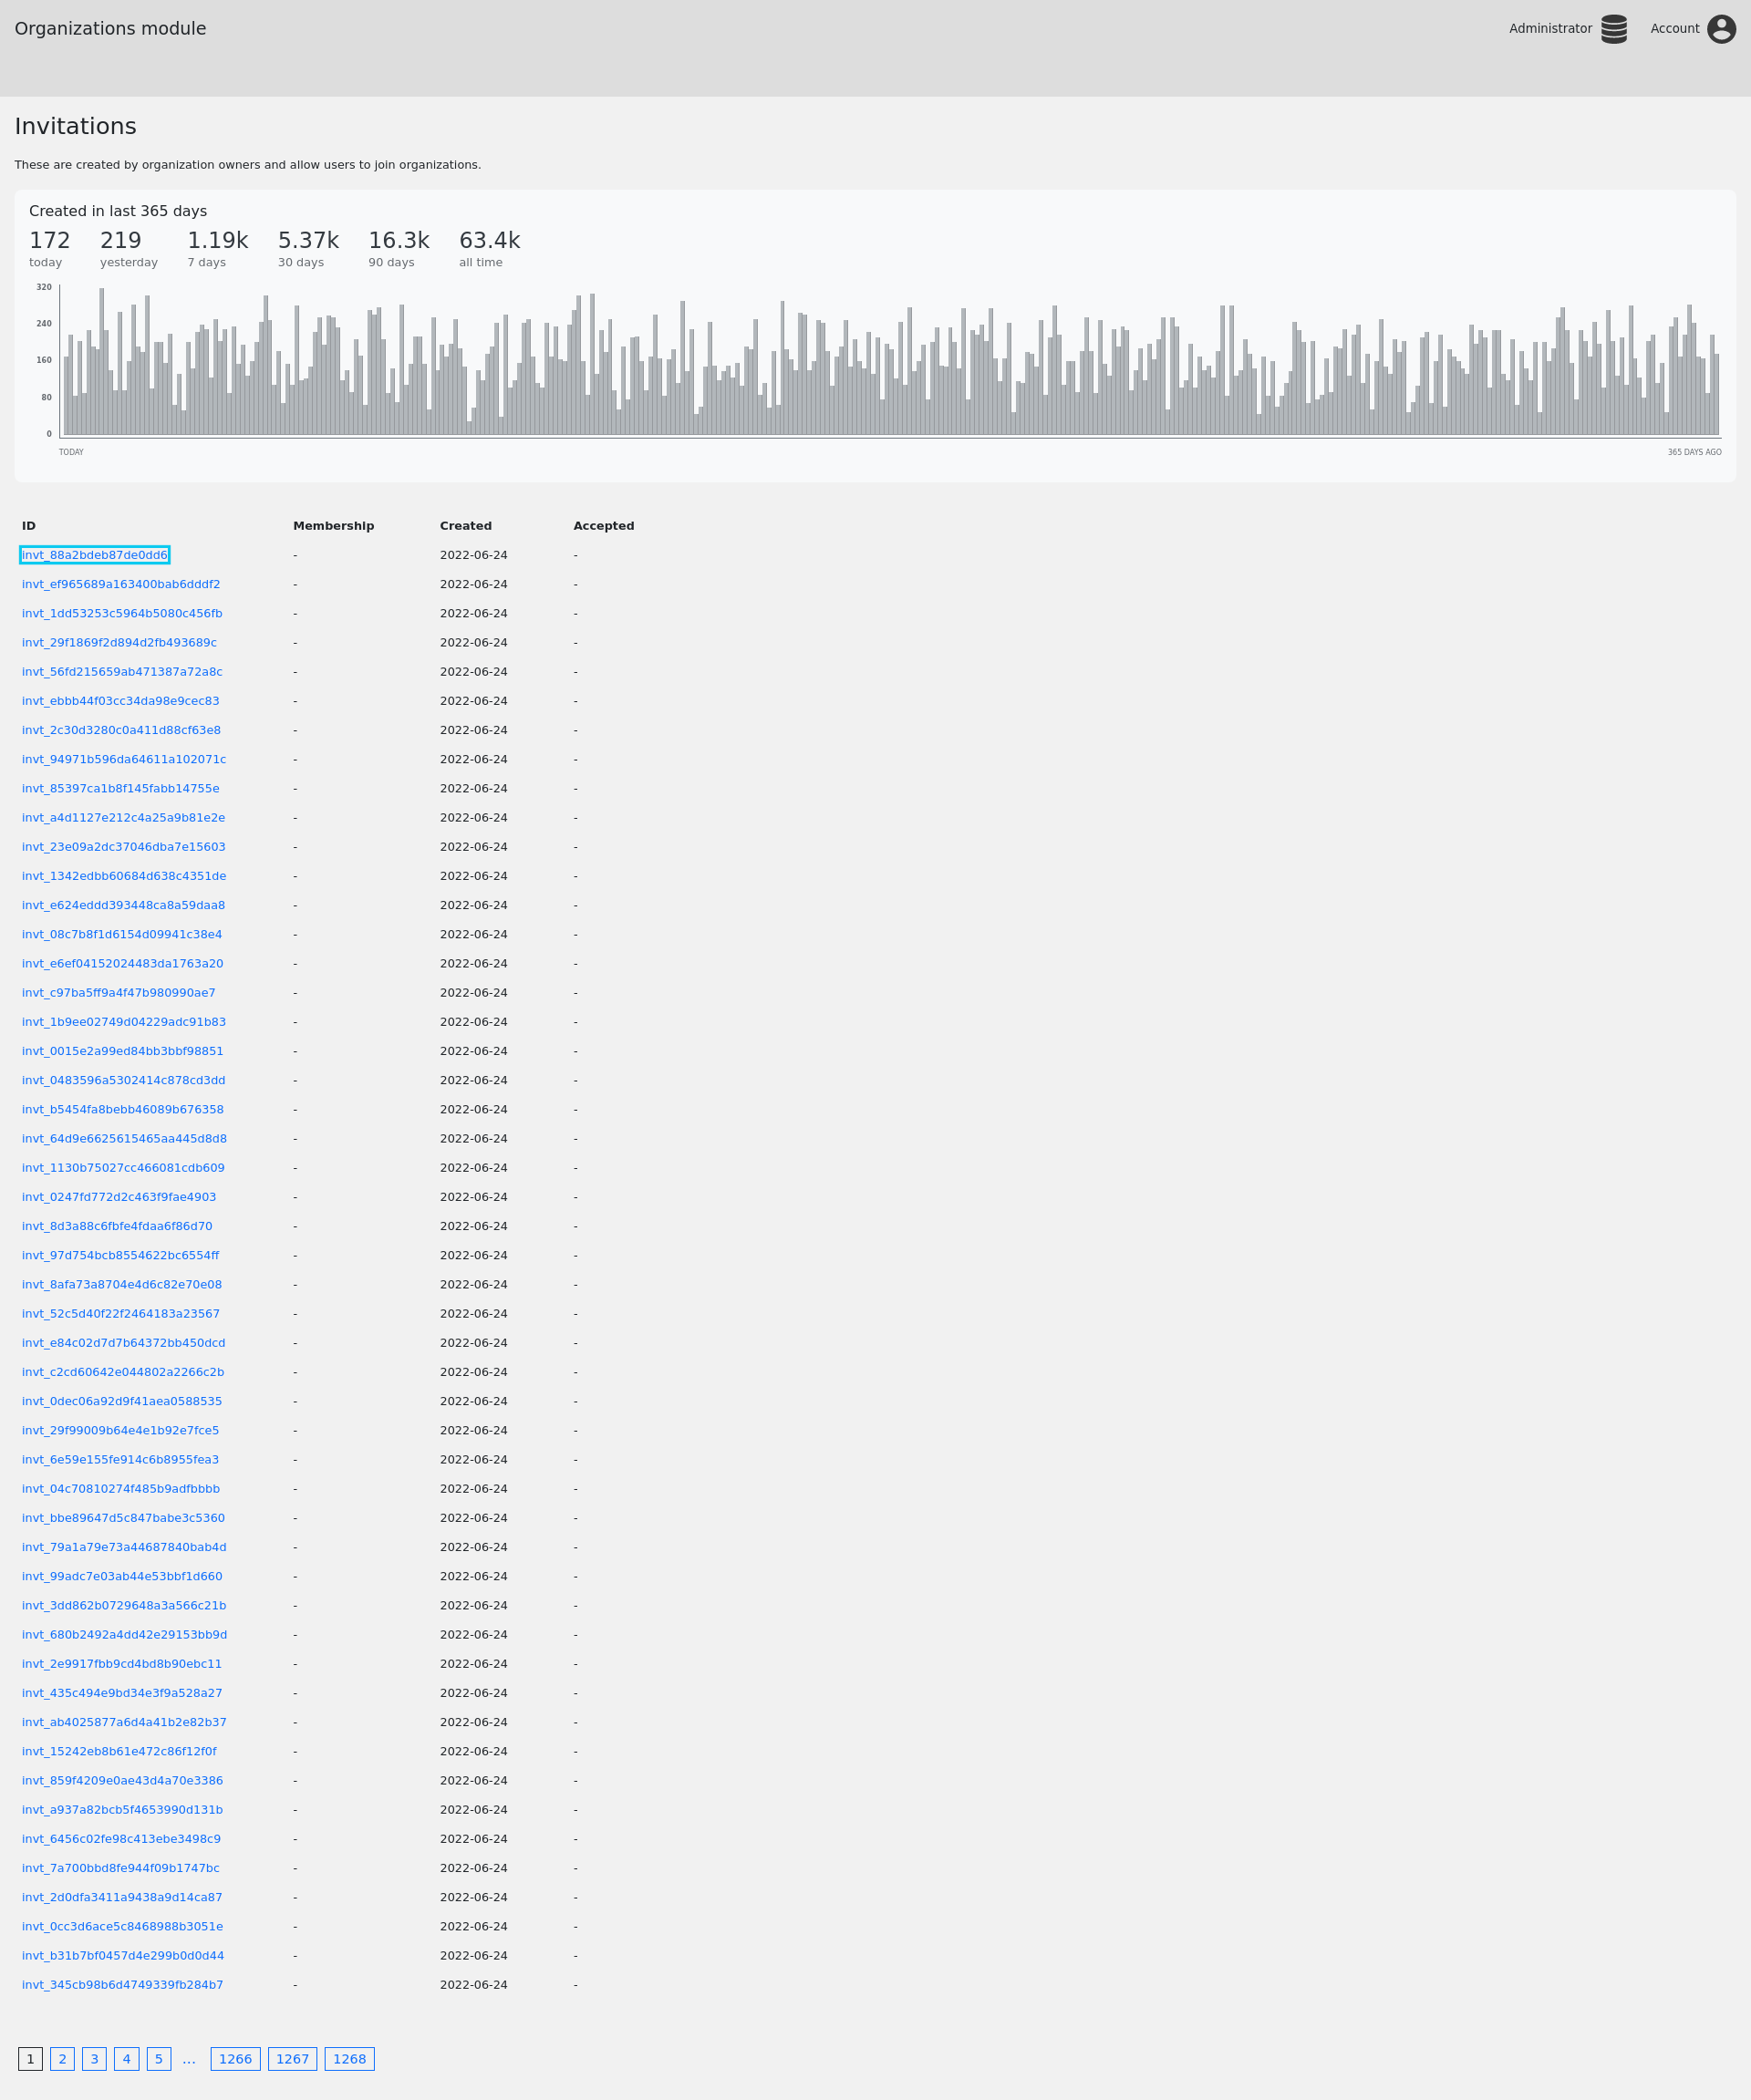 Organizations module
Administrator Account
Invitations
These are created by organization owners and allow users to join organizations.
Created in last 365 days
172 219 1.19k 5.37k 16.3k 63.4k
today yesterday 7 days 30 days 90 days all time
320
240
160
80
0
TODAY 365 DAYS AGO
ID Membership Created Accepted
invt_88a2bdeb87de0dd6 - 2022-06-24 -
invt_ef965689a163400bab6dddf2 - 2022-06-24 -
invt_1dd53253c5964b5080c456fb - 2022-06-24 -
invt_29f1869f2d894d2fb493689c - 2022-06-24 -
invt_56fd215659ab471387a72a8c - 2022-06-24 -
invt_ebbb44f03cc34da98e9cec83 - 2022-06-24 -
invt_2c30d3280c0a411d88cf63e8 - 2022-06-24 -
invt_94971b596da64611a102071c - 2022-06-24 -
invt_85397ca1b8f145fabb14755e - 2022-06-24 -
invt_a4d1127e212c4a25a9b81e2e - 2022-06-24 -
invt_23e09a2dc37046dba7e15603 - 2022-06-24 -
invt_1342edbb60684d638c4351de - 2022-06-24 -
invt_e624eddd393448ca8a59daa8 - 2022-06-24 -
invt_08c7b8f1d6154d09941c38e4 - 2022-06-24 -
invt_e6ef04152024483da1763a20 - 2022-06-24 -
invt_c97ba5ff9a4f47b980990ae7 - 2022-06-24 -
invt_1b9ee02749d04229adc91b83 - 2022-06-24 -
invt_0015e2a99ed84bb3bbf98851 - 2022-06-24 -
invt_0483596a5302414c878cd3dd - 2022-06-24 -
invt_b5454fa8bebb46089b676358 - 2022-06-24 -
invt_64d9e6625615465aa445d8d8 - 2022-06-24 -
invt_1130b75027cc466081cdb609 - 2022-06-24 -
invt_0247fd772d2c463f9fae4903 - 2022-06-24 -
invt_8d3a88c6fbfe4fdaa6f86d70 - 2022-06-24 -
invt_97d754bcb8554622bc6554ff - 2022-06-24 -
invt_8afa73a8704e4d6c82e70e08 - 2022-06-24 -
invt_52c5d40f22f2464183a23567 - 2022-06-24 -
invt_e84c02d7d7b64372bb450dcd - 2022-06-24 -
invt_c2cd60642e044802a2266c2b - 2022-06-24 -
invt_0dec06a92d9f41aea0588535 - 2022-06-24 -
invt_29f99009b64e4e1b92e7fce5 - 2022-06-24 -
invt_6e59e155fe914c6b8955fea3 - 2022-06-24 -
invt_04c70810274f485b9adfbbbb - 2022-06-24 -
invt_bbe89647d5c847babe3c5360 - 2022-06-24 -
invt_79a1a79e73a44687840bab4d - 2022-06-24 -
invt_99adc7e03ab44e53bbf1d660 - 2022-06-24 -
invt_3dd862b0729648a3a566c21b - 2022-06-24 -
invt_680b2492a4dd42e29153bb9d - 2022-06-24 -
invt_2e9917fbb9cd4bd8b90ebc11 - 2022-06-24 -
invt_435c494e9bd34e3f9a528a27 - 2022-06-24 -
invt_ab4025877a6d4a41b2e82b37 - 2022-06-24 -
invt_15242eb8b61e472c86f12f0f - 2022-06-24 -
invt_859f4209e0ae43d4a70e3386 - 2022-06-24 -
invt_a937a82bcb5f4653990d131b - 2022-06-24 -
invt_6456c02fe98c413ebe3498c9 - 2022-06-24 -
invt_7a700bbd8fe944f09b1747bc - 2022-06-24 -
invt_2d0dfa3411a9438a9d14ca87 - 2022-06-24 -
invt_0cc3d6ace5c8468988b3051e - 2022-06-24 -
invt_b31b7bf0457d4e299b0d0d44 - 2022-06-24 -
invt_345cb98b6d4749339fb284b7 - 2022-06-24 -
1 2 3 4 5 … 1266 1267 1268